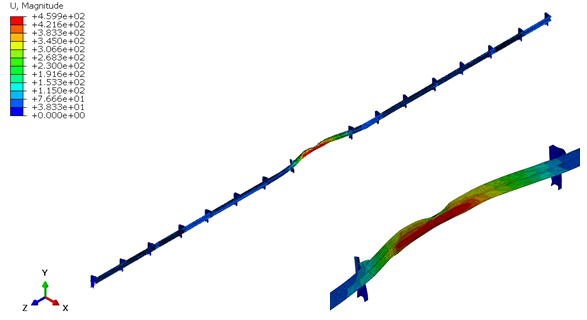 U, Magnitude
+4.599e+02
+4.216e+02
+3.833e+02
+3.450e+02
+3.066e+02
+2.683e+02
+2.300e+02
+1.916e+02
+1.533e+02
+1.150e+02
+7.666e+01
+3.833e+01
+0.000e+00
Y
Z
X